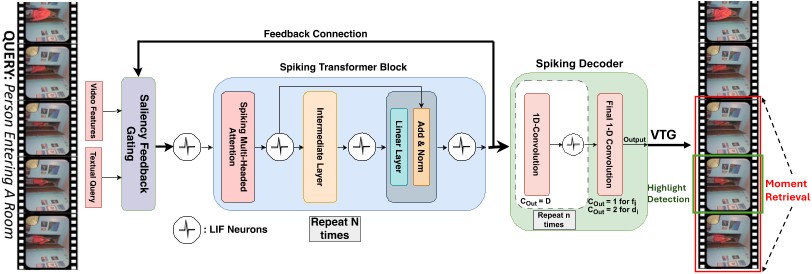 QUERY: Person Entering A Room
Video Features
Textual Query
Saliency Feedback
Gating
Feedback Connection
Spiking Transformer Block
Spiking Multi-Headed
Attention
Intermediate Layer
Linear Layer
Add & Norm
Repeat N
times
: LIF Neurons
Spiking Decoder
1D-Convolution
C_Out = D
Repeat n
times
Final 1-D Convolution
C_Out = 1 for f_i
C_Out = 2 for d_i
Output
VTG
Highlight
Detection
Moment
Retrieval